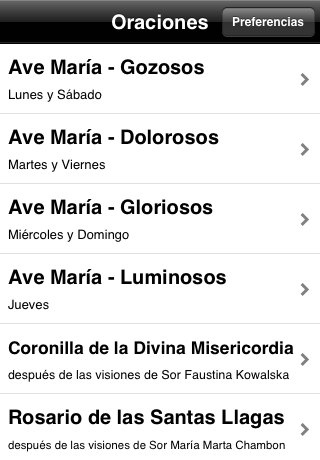 Oraciones
Preferencias
Ave María - Gozosos
Lunes y Sábado
Ave María - Dolorosos
Martes y Viernes
Ave María - Gloriosos
Miércoles y Domingo
Ave María - Luminosos
Jueves
Coronilla de la Divina Misericordia
después de las visiones de Sor Faustina Kowalska
Rosario de las Santas Llagas
después de las visiones de Sor María Marta Chambon